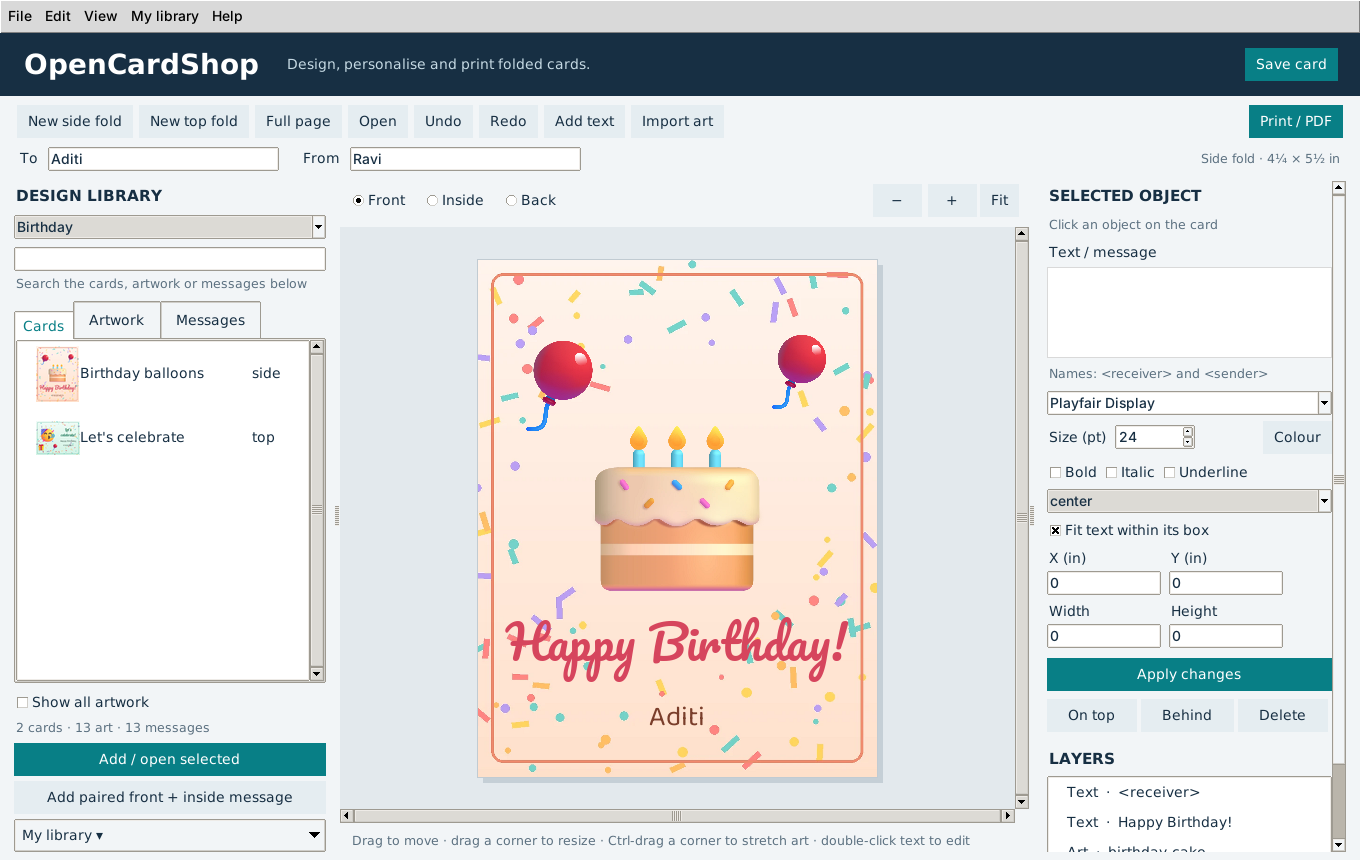 File Edit View My library Help
OpenCardShop Design, personalise and print folded cards. Save card
New side fold New top fold Full page Open Undo Redo Add text Import art Print / PDF
To Aditi From Ravi Side fold · 4¼ × 5½ in
DESIGN LIBRARY
Birthday
Search the cards, artwork or messages below
Cards Artwork Messages
Birthday balloons side
Let's celebrate top
Show all artwork
2 cards · 13 art · 13 messages
Add / open selected
Add paired front + inside message
My library ▾
Front Inside Back − + Fit
Happy Birthday!
Aditi
Drag to move · drag a corner to resize · Ctrl-drag a corner to stretch art · double-click text to edit
SELECTED OBJECT
Click an object on the card
Text / message
Names: <receiver> and <sender>
Playfair Display
Size (pt) 24 Colour
Bold Italic Underline
center
Fit text within its box
X (in) Y (in)
0 0
Width Height
0 0
Apply changes
On top Behind Delete
LAYERS
Text · <receiver>
Text · Happy Birthday!
Art · birthday cake